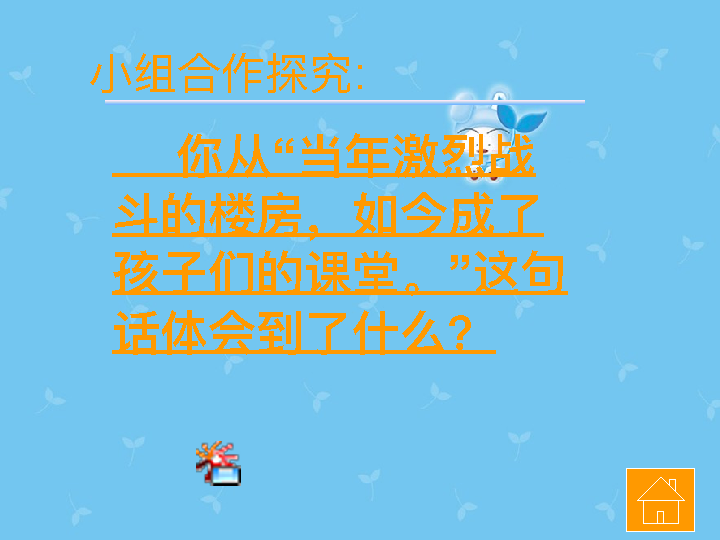 小组合作探究：
你从“当年激烈战
斗的楼房，如今成了
孩子们的课堂。”这句
话体会到了什么？